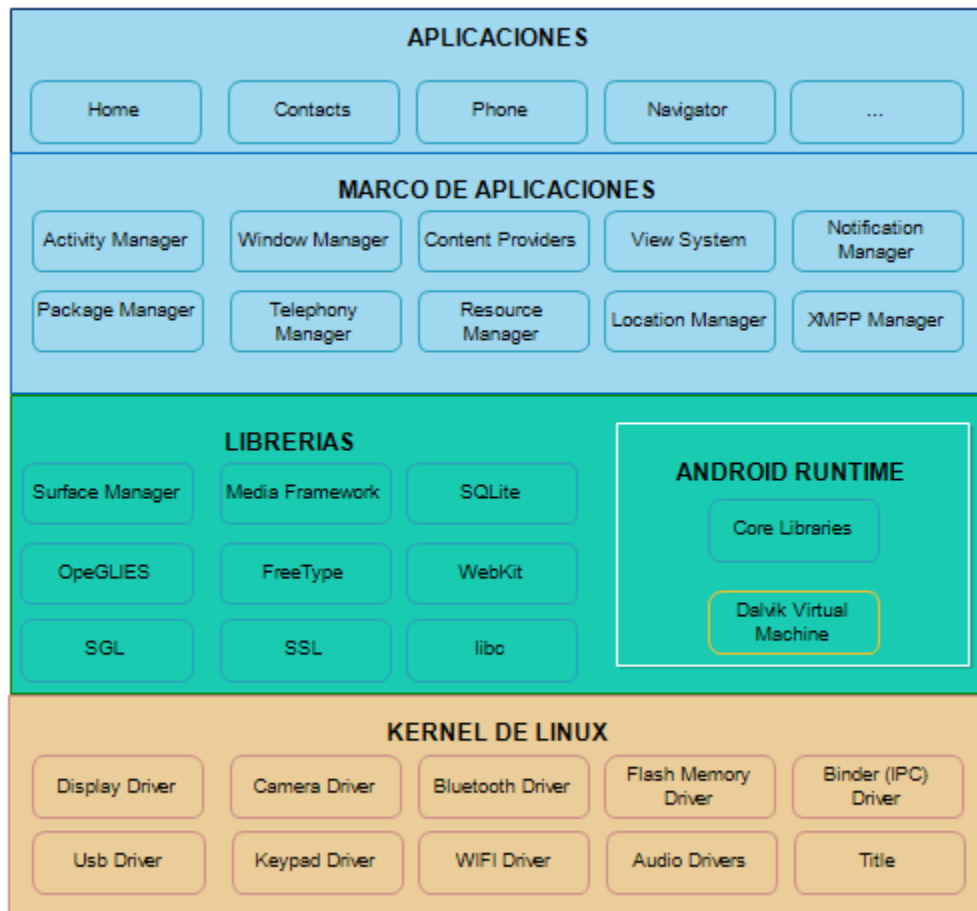 APLICACIONES
Home
Contacts
Phone
Navigator
...
MARCO DE APLICACIONES
Activity Manager
Window Manager
Content Providers
View System
Notification
Manager
Package Manager
Telephony
Manager
Resource
Manager
Location Manager
XMPP Manager
LIBRERIAS
Surface Manager
Media Framework
SQLite
OpeGLIES
FreeType
WebKit
SGL
SSL
libc
ANDROID RUNTIME
Core Libraries
Dalvik Virtual
Machine
KERNEL DE LINUX
Display Driver
Camera Driver
Bluetooth Driver
Flash Memory
Driver
Binder (IPC)
Driver
Usb Driver
Keypad Driver
WIFI Driver
Audio Drivers
Title